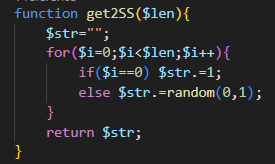 function get2SS($len){
$str="";
for($i=0;$i<$len;$i++){
if($i==0) $str.=1;
else $str.=random(0,1);
}
return $str;
}